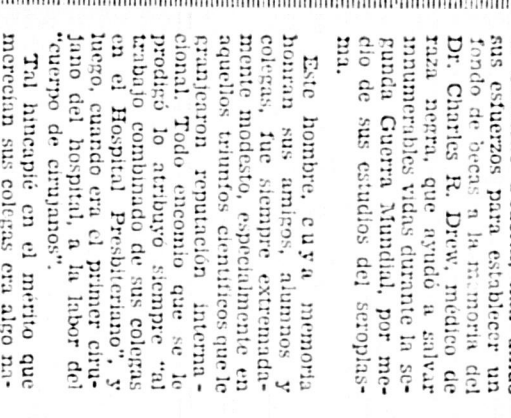 sus esfuerzos para establecer un
fondo de becas a la memoria del
Dr. Charles R. Drew, médico de
raza negra, que ayudó a salvar
innumerables vidas durante la se-
gunda Guerra Mundial, por me-
dio de sus estudios del seroplas-
ma.
Este hombre, cuya memoria
honran sus amigos, alumnos y
colegas, fue siempre extremada-
mente modesto, especialmente en
aquellos triunfos científicos que le
granjearon reputación interna-
cional. Todo encomio que se le
prodigó lo atribuyó siempre "al
trabajo combinado de sus colegas
en el Hospital Presbiteriano", y
luego, cuando era el primer ciru-
jano del hospital, a la labor del
"cuerpo de cirujanos".
Tal hincapié en el mérito que
merecían sus colegas era algo na-